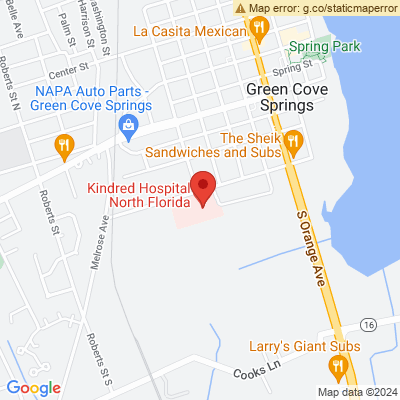 Map error: g.co/staticmaperror
Belle Ave
Palm St
Harrison St
Washington
La Casita Mexican
Spring Park
Center St
Spring St
Roberts St N
NAPA Auto Parts -
Green Cove Springs
Green Cove
Springs
The Sheik
Sandwiches and Subs
Kindred Hospital
North Florida
Roberts St
Melrose Ave
S Orange Ave
16
Larry's Giant Subs
Roberts St S
Cooks Ln
Google
Map data ©2024